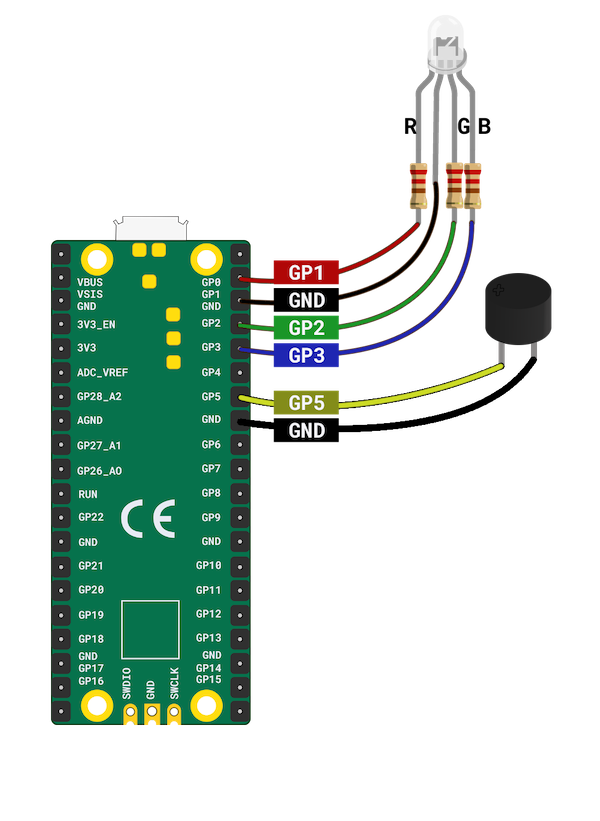 R G B
GP1
GND
GP2
GP3
GP5
GND
VBUS
VSIS
GND
3V3_EN
3V3
ADC_VREF
GP28_A2
AGND
GP27_A1
GP26_A0
RUN
GP22
GND
GP21
GP20
GP19
GP18
GND
GP17
GP16
GP0
GP1
GND
GP2
GP3
GP4
GP5
GND
GP6
GP7
GP8
GP9
GND
GP10
GP11
GP12
GP13
GND
GP14
GP15
CE
SWDIO
GND
SWCLK